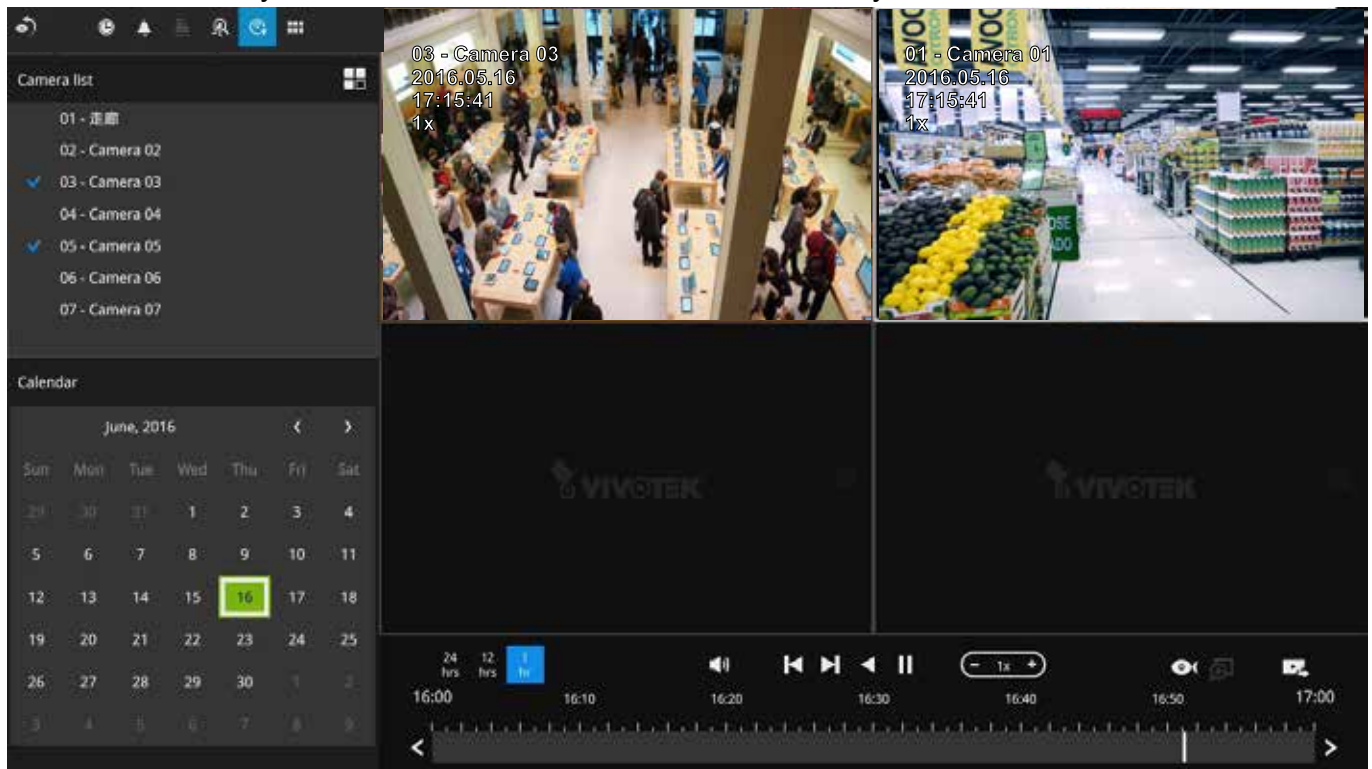 Camera list
01 - 走廊
02 - Camera 02
03 - Camera 03
04 - Camera 04
05 - Camera 05
06 - Camera 06
07 - Camera 07
Calendar
June, 2016
Sun Mon Tue Wed Thu Fri Sat
29 30 31 1 2 3 4
5 6 7 8 9 10 11
12 13 14 15 16 17 18
19 20 21 22 23 24 25
26 27 28 29 30 1 2
3 4 5 6 7 8 9
03 - Camera 03
2016.05.16
17:15:41
1x
01 - Camera 01
2016.05.16
17:15:41
1x
VIVOTEK
VIVOTEK
24 hrs
12 hrs
1 hr
1x
16:00 16:10 16:20 16:30 16:40 16:50 17:00